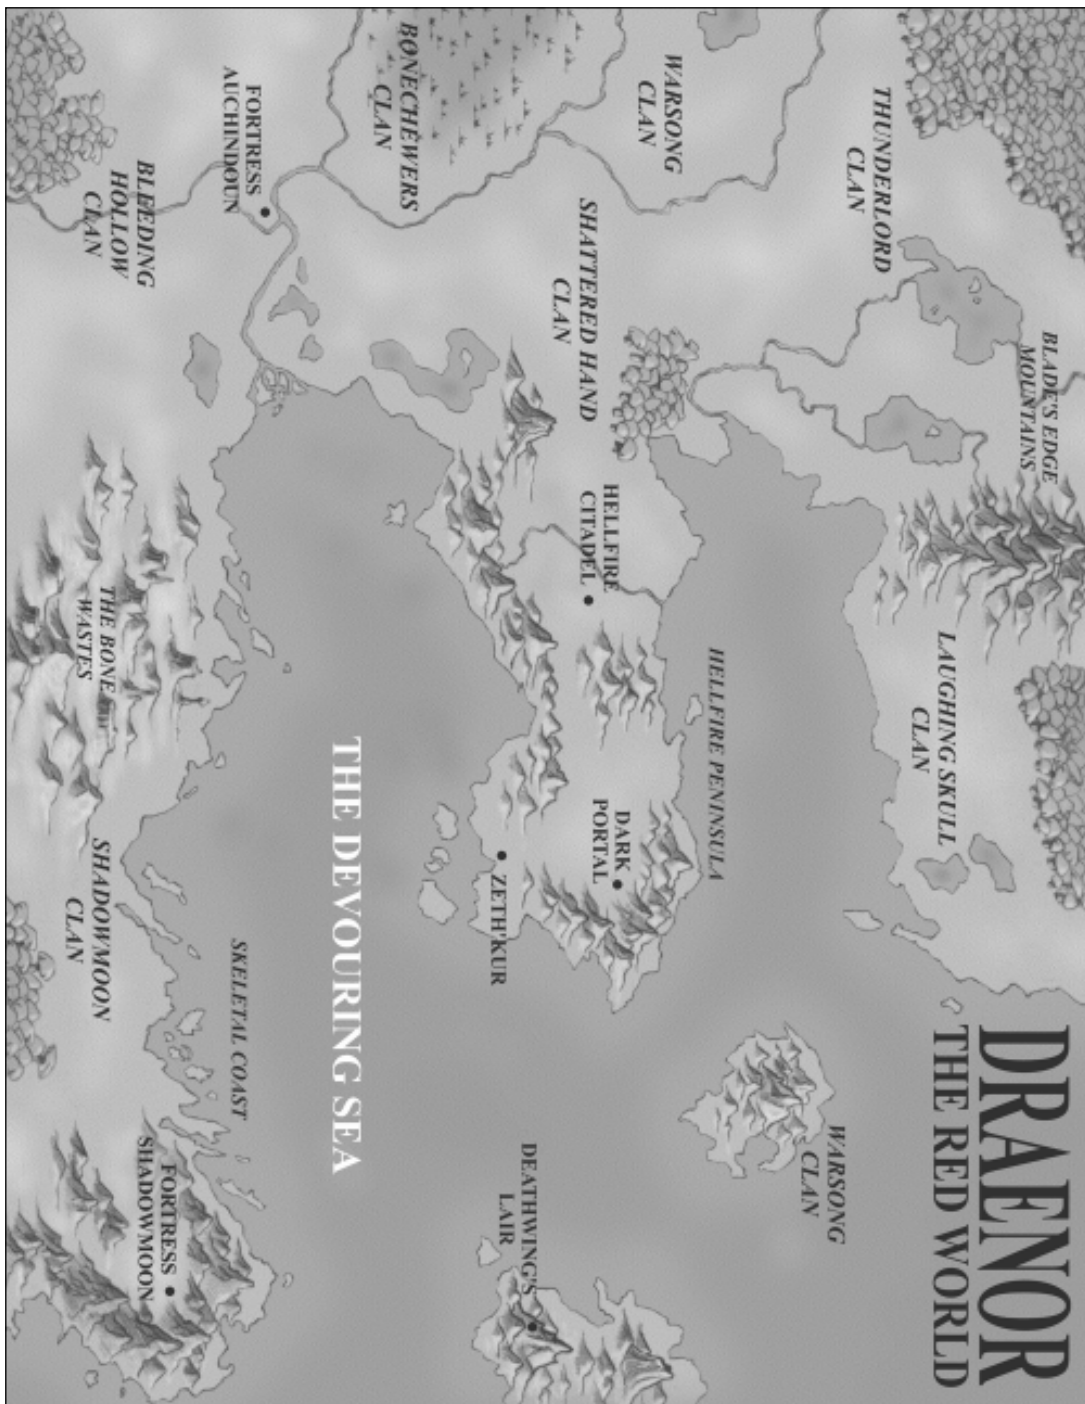 DRAENOR
THE RED WORLD
BLADE'S EDGE
MOUNTAINS
THUNDERLORD
CLAN
LAUGHING SKULL
CLAN
WARSONG
CLAN
WARSONG
CLAN
HELLFIRE PENINSULA
SHATTERED HAND
CLAN
HELLFIRE
CITADEL
DARK
PORTAL
ZETH'KUR
DEATHWING'S
LAIR
BONECHEWERS
CLAN
THE DEVOURING SEA
FORTRESS
AUCHINDOUN
SKELETAL COAST
BLEEDING
HOLLOW
CLAN
THE BONE
WASTES
SHADOWMOON
CLAN
FORTRESS
SHADOWMOON